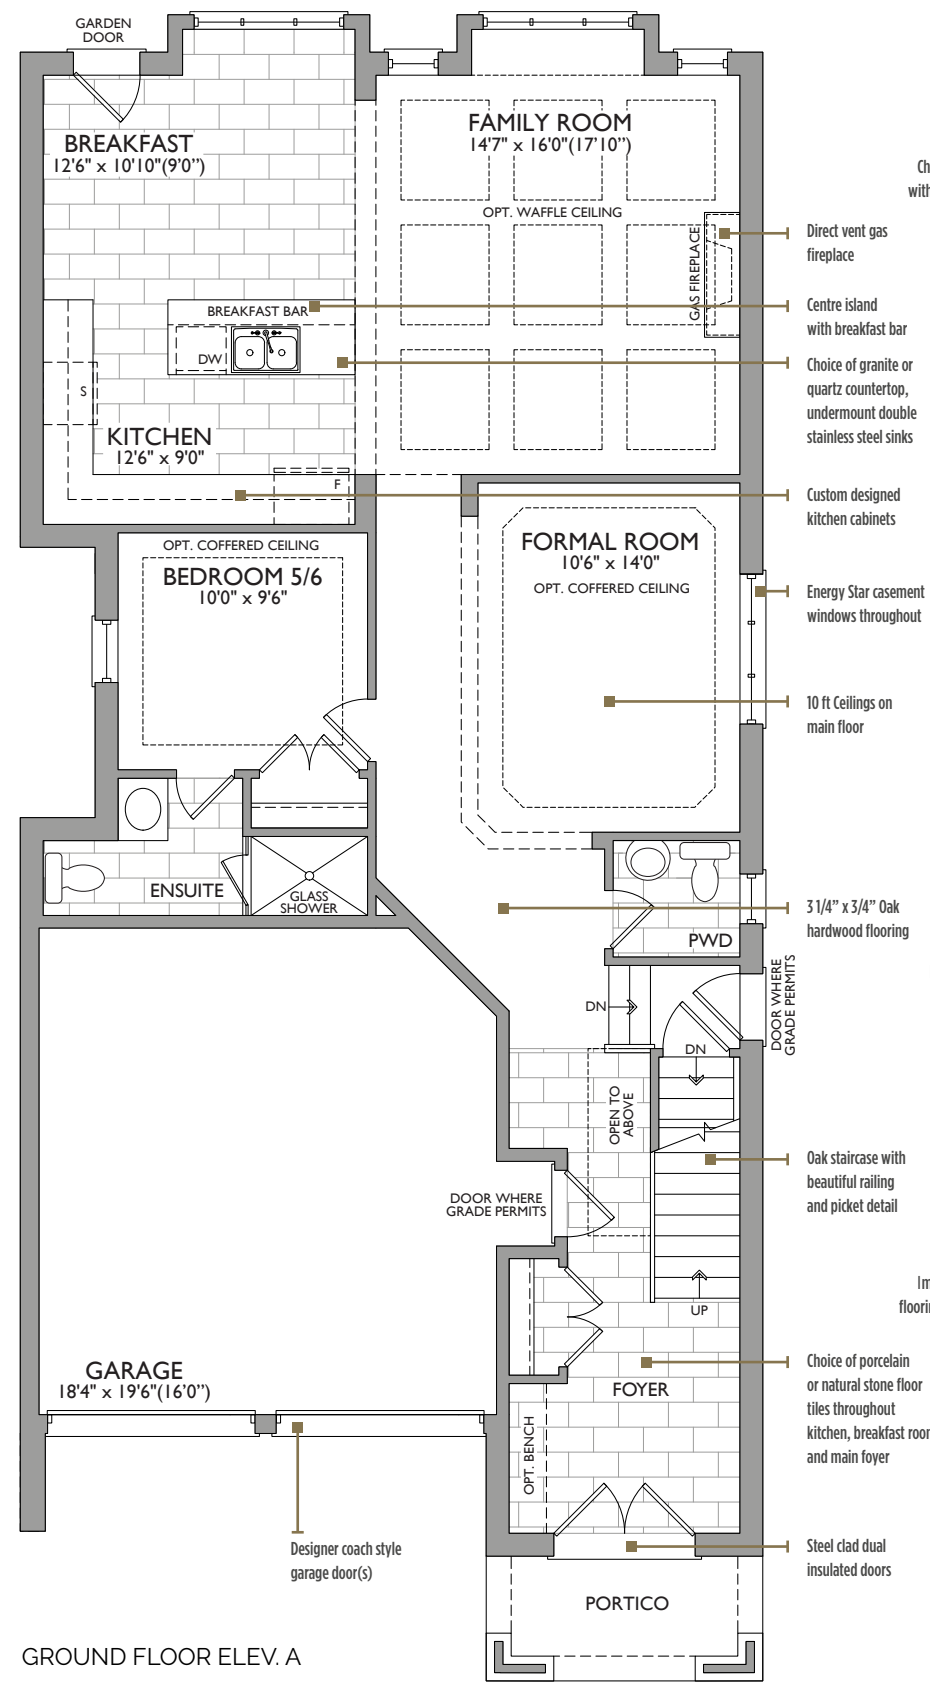 GARDEN
DOOR
BREAKFAST
12'6" x 10'10"(9'0")
FAMILY ROOM
14'7" x 16'0"(17'10")
OPT. WAFFLE CEILING
GAS FIREPLACE
Ch
with
Direct vent gas
fireplace
BREAKFAST BAR
DW
S
Centre island
with breakfast bar
Choice of granite or
quartz countertop,
undermount double
stainless steel sinks
KITCHEN
12'6" x 9'0"
F
Custom designed
kitchen cabinets
OPT. COFFERED CEILING
BEDROOM 5/6
10'0" x 9'6"
FORMAL ROOM
10'6" x 14'0"
OPT. COFFERED CEILING
Energy Star casement
windows throughout
10 ft Ceilings on
main floor
ENSUITE
GLASS
SHOWER
PWD
3 1/4” x 3/4” Oak
hardwood flooring
DN
DN
DOOR WHERE
GRADE PERMITS
OPEN TO
ABOVE
Oak staircase with
beautiful railing
and picket detail
DOOR WHERE
GRADE PERMITS
UP
Im
floorin
GARAGE
18'4" x 19'6"(16'0")
FOYER
OPT. BENCH
Choice of porcelain
or natural stone floor
tiles throughout
kitchen, breakfast room
and main foyer
Designer coach style
garage door(s)
Steel clad dual
insulated doors
PORTICO
GROUND FLOOR ELEV. A